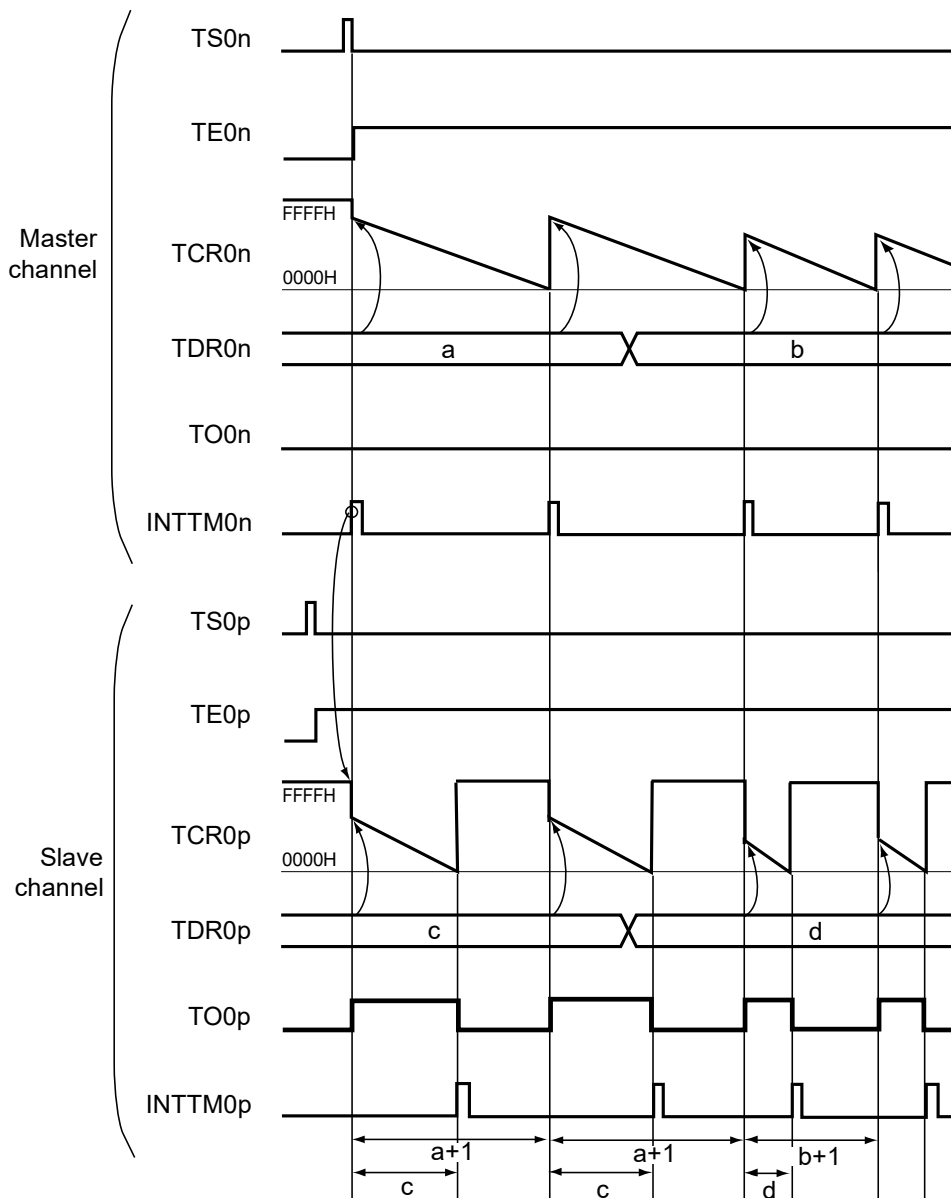 TS0n
TE0n
FFFFH
Master
channel
TCR0n
0000H
TDR0n
a
b
TO0n
INTTM0n
TS0p
TE0p
FFFFH
TCR0p
0000H
Slave
channel
TDR0p
c
d
TO0p
INTTM0p
a+1
a+1
b+1
c
c
d